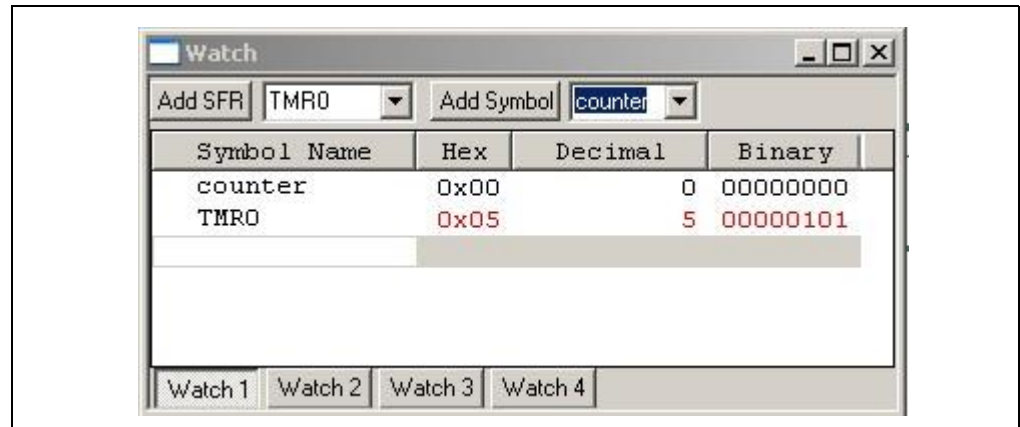 Watch
Add SFR TMR0 Add Symbol counter
Symbol Name Hex Decimal Binary
counter 0x00 0 00000000
TMR0 0x05 5 00000101
Watch 1 Watch 2 Watch 3 Watch 4